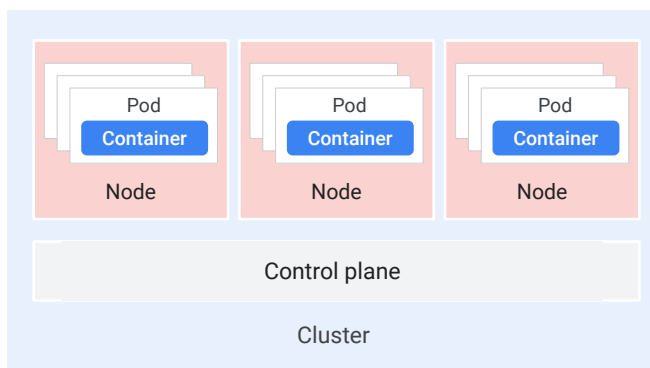 Pod
Container
Node
Pod
Container
Node
Pod
Container
Node
Control plane
Cluster